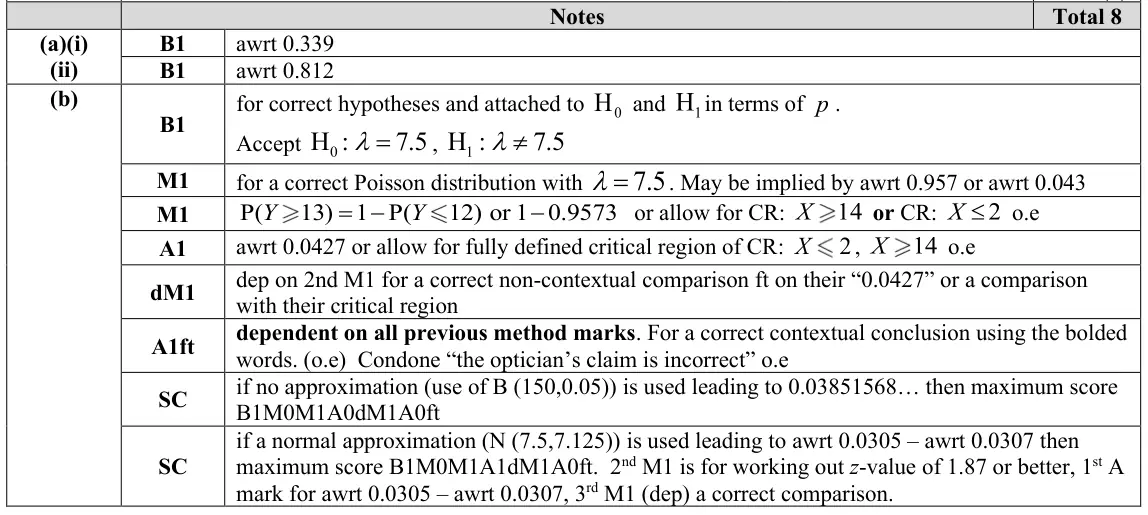 Notes Total 8
(a)(i) B1 awrt 0.339
(ii) B1 awrt 0.812
(b) B1 for correct hypotheses and attached to H₀ and H₁ in terms of p .
Accept H₀ : λ = 7.5 , H₁ : λ ≠ 7.5
M1 for a correct Poisson distribution with λ = 7.5 . May be implied by awrt 0.957 or awrt 0.043
M1 P(Y ⩾ 13) = 1 − P(Y ⩽ 12) or 1 − 0.9573 or allow for CR: X ⩾ 14 or CR: X ≤ 2 o.e
A1 awrt 0.0427 or allow for fully defined critical region of CR: X ⩽ 2 , X ⩾ 14 o.e
dM1 dep on 2nd M1 for a correct non-contextual comparison ft on their “0.0427” or a comparison
with their critical region
A1ft dependent on all previous method marks. For a correct contextual conclusion using the bolded
words. (o.e) Condone “the optician’s claim is incorrect” o.e
SC if no approximation (use of B (150,0.05)) is used leading to 0.03851568… then maximum score
B1M0M1A0dM1A0ft
SC if a normal approximation (N (7.5,7.125)) is used leading to awrt 0.0305 – awrt 0.0307 then
maximum score B1M0M1A1dM1A0ft. 2nd M1 is for working out z-value of 1.87 or better, 1st A
mark for awrt 0.0305 – awrt 0.0307, 3rd M1 (dep) a correct comparison.